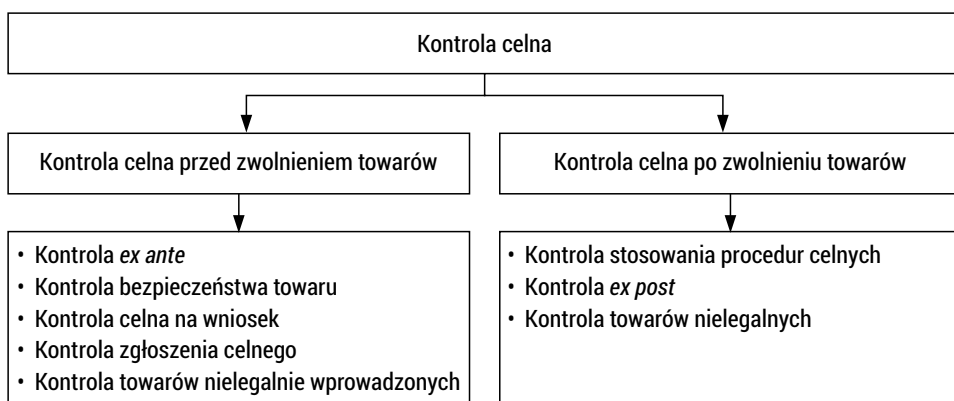 Kontrola celna
Kontrola celna przed zwolnieniem towarów
Kontrola celna po zwolnieniu towarów
• Kontrola ex ante
• Kontrola bezpieczeństwa towaru
• Kontrola celna na wniosek
• Kontrola zgłoszenia celnego
• Kontrola towarów nielegalnie wprowadzonych
• Kontrola stosowania procedur celnych
• Kontrola ex post
• Kontrola towarów nielegalnych